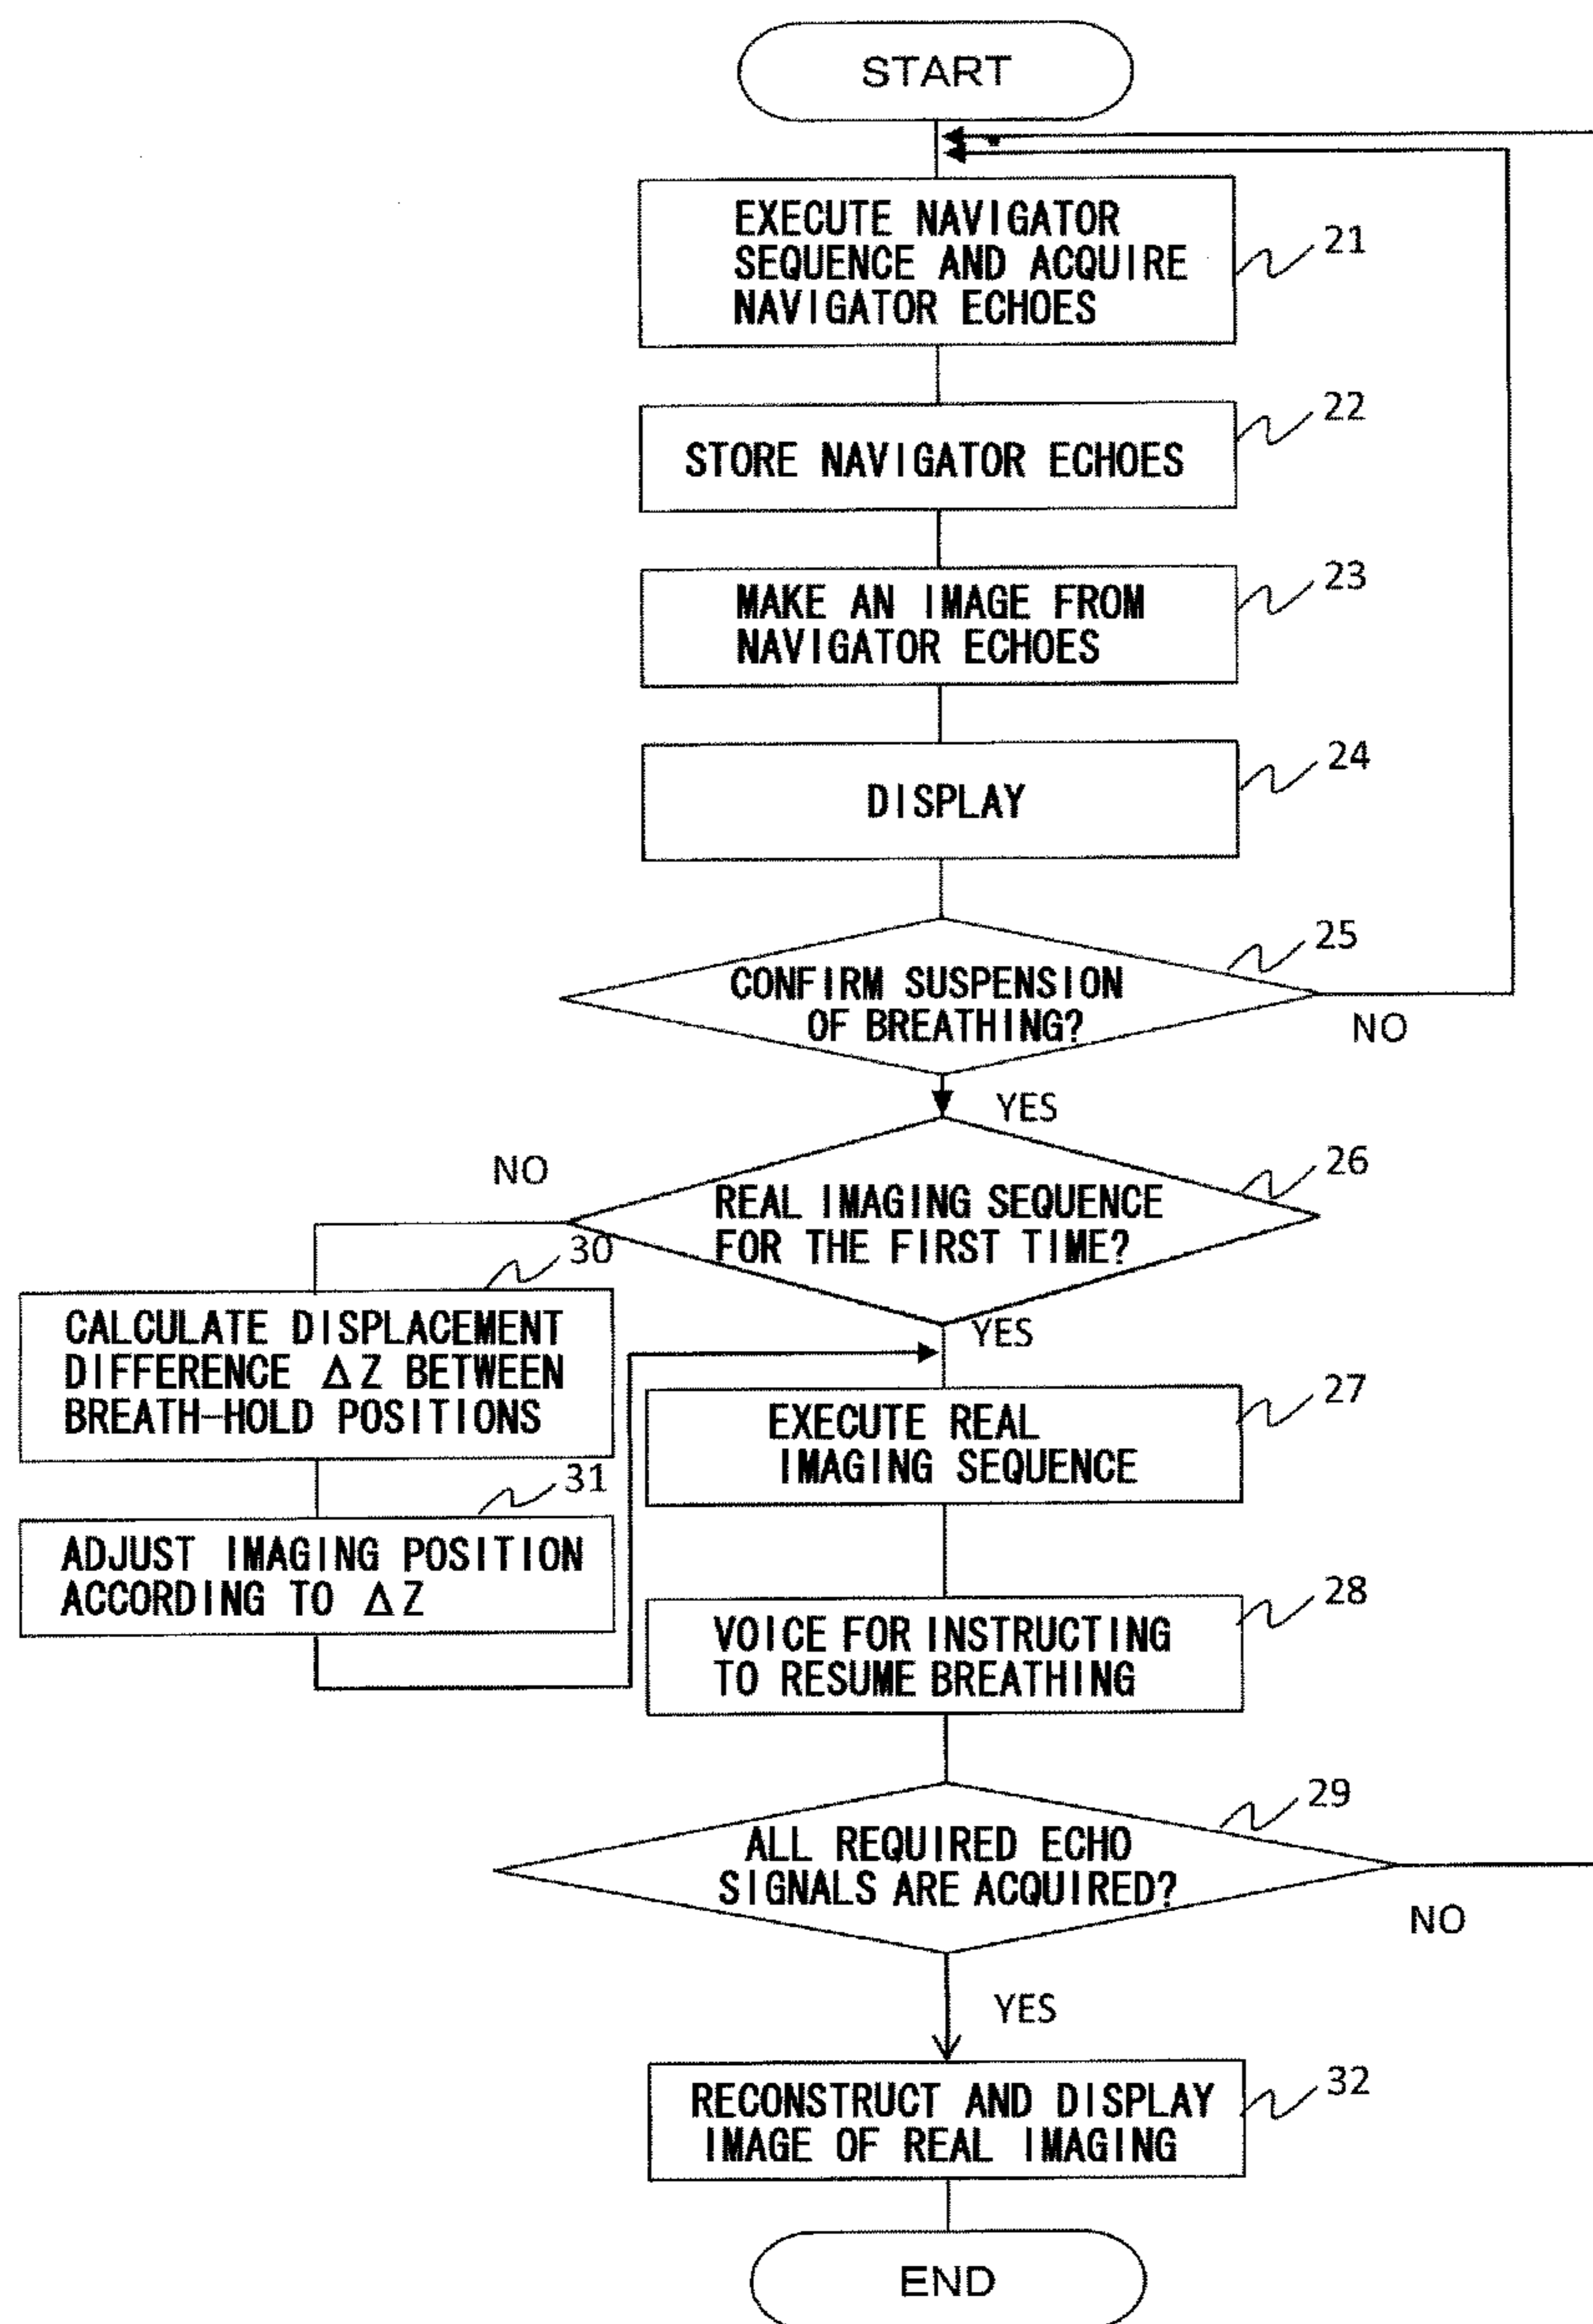 START
EXECUTE NAVIGATOR
SEQUENCE AND ACQUIRE
NAVIGATOR ECHOES
21
STORE NAVIGATOR ECHOES
22
MAKE AN IMAGE FROM
NAVIGATOR ECHOES
23
DISPLAY
24
CONFIRM SUSPENSION
OF BREATHING?
25
NO
YES
REAL IMAGING SEQUENCE
FOR THE FIRST TIME?
26
NO
YES
30
CALCULATE DISPLACEMENT
DIFFERENCE ΔZ BETWEEN
BREATH-HOLD POSITIONS
31
ADJUST IMAGING POSITION
ACCORDING TO ΔZ
EXECUTE REAL
IMAGING SEQUENCE
27
VOICE FOR INSTRUCTING
TO RESUME BREATHING
28
ALL REQUIRED ECHO
SIGNALS ARE ACQUIRED?
29
NO
YES
RECONSTRUCT AND DISPLAY
IMAGE OF REAL IMAGING
32
END